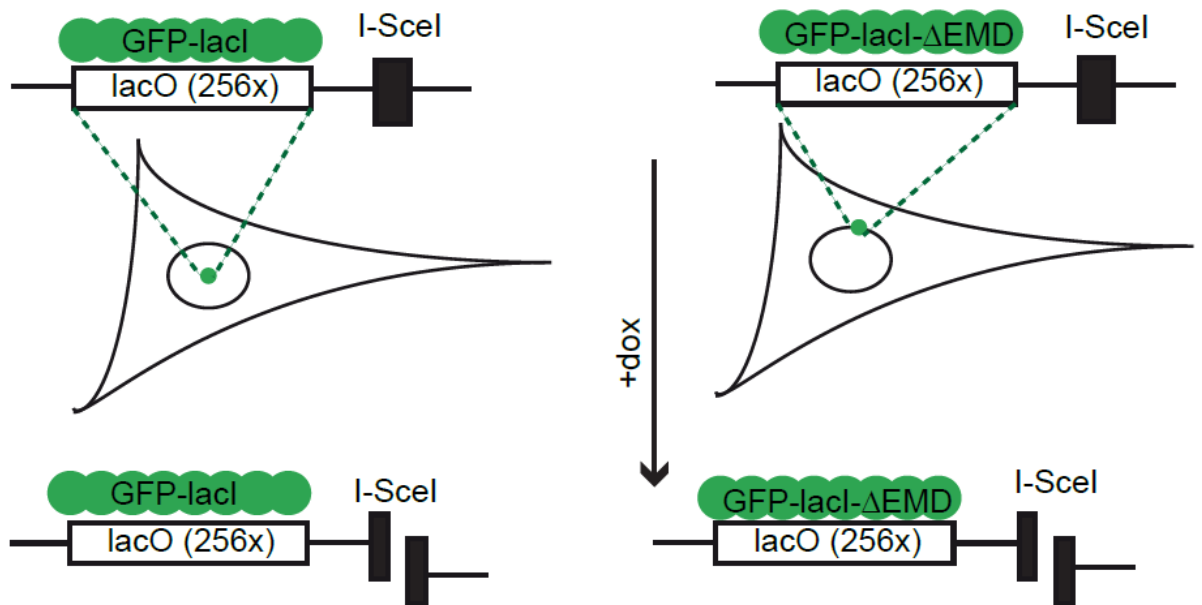 GFP-lacI
I-SceI
lacO (256x)
GFP-lacI-ΔEMD
I-SceI
lacO (256x)
+dox
GFP-lacI
I-SceI
lacO (256x)
GFP-lacI-ΔEMD
I-SceI
lacO (256x)